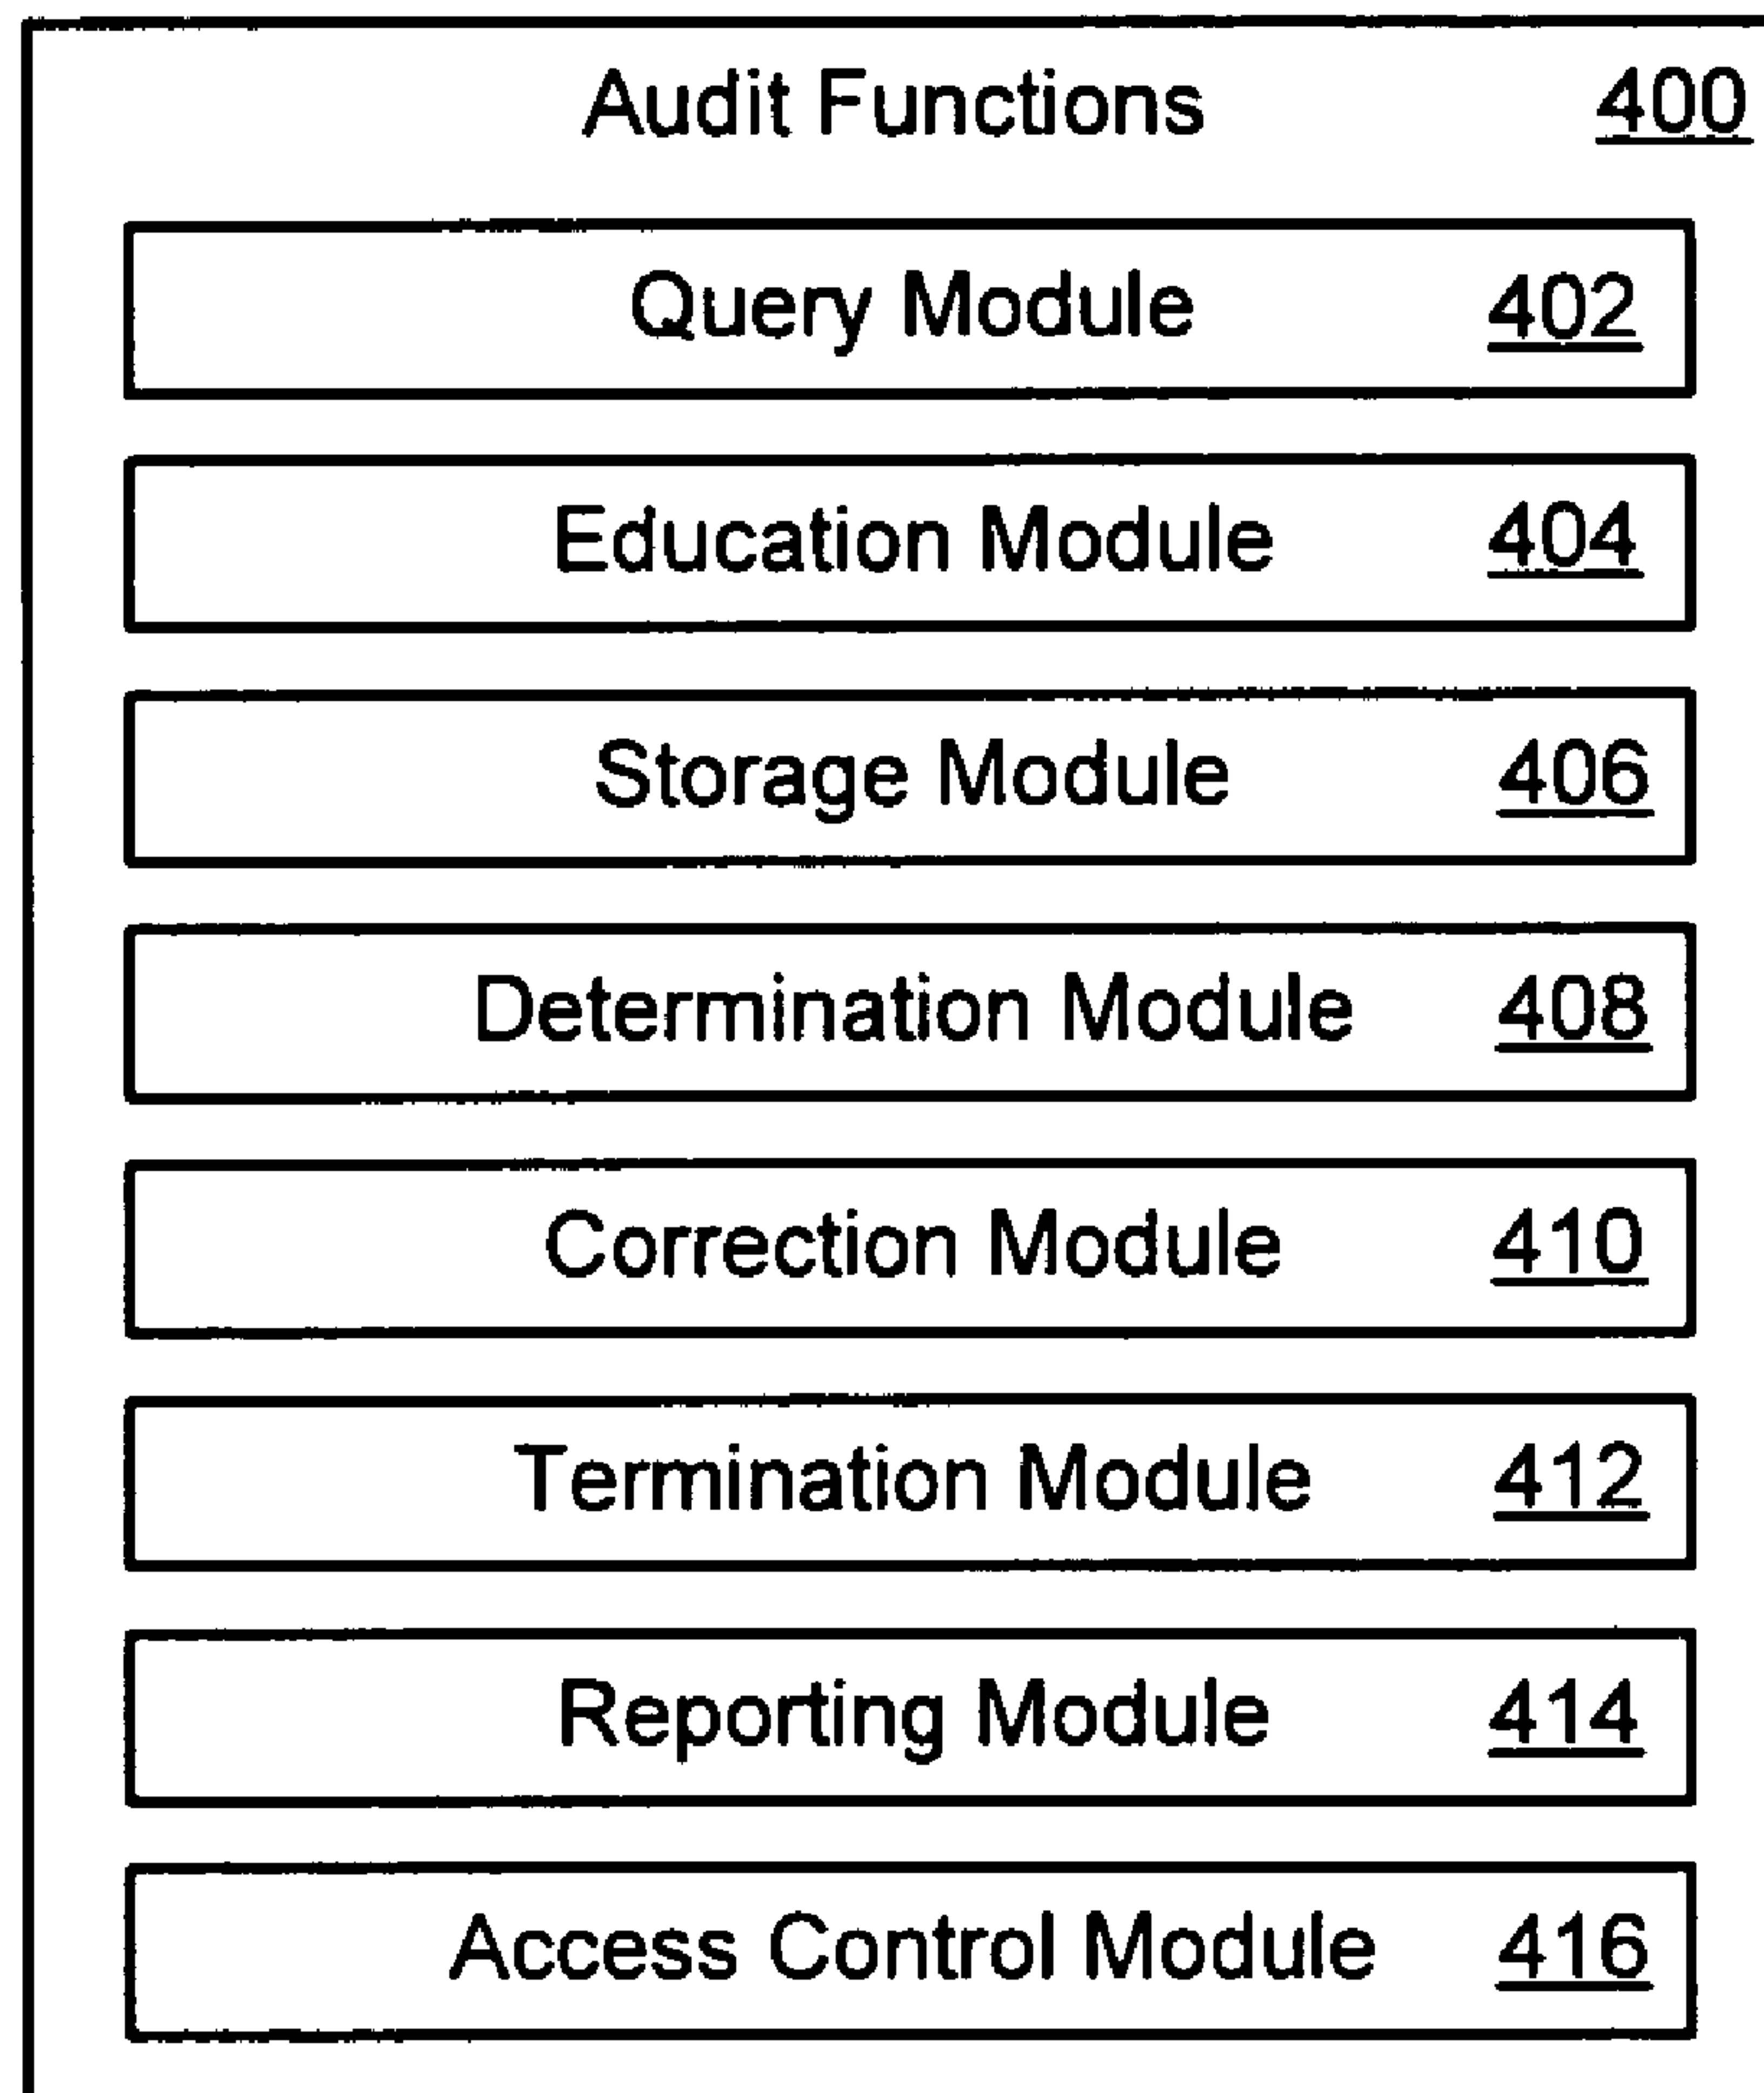 Audit Functions 400
Query Module 402
Education Module 404
Storage Module 406
Determination Module 408
Correction Module 410
Termination Module 412
Reporting Module 414
Access Control Module 416